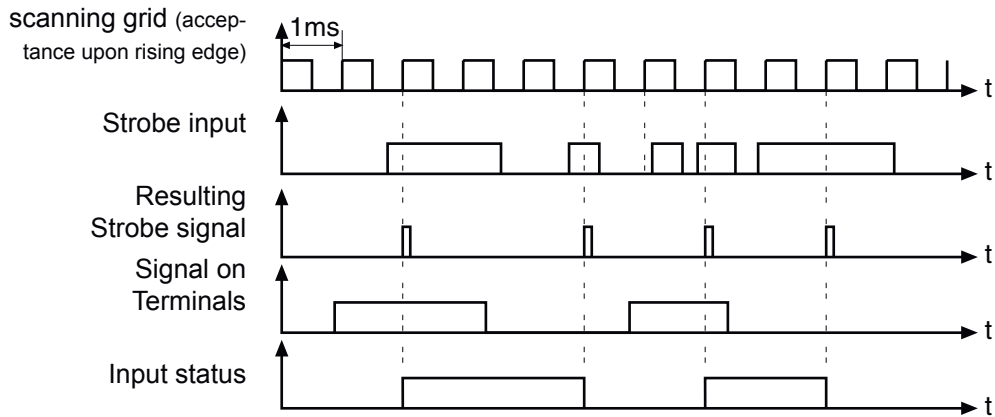 scanning grid (accep-
tance upon rising edge)
1ms
t
Strobe input
t
Resulting
Strobe signal
t
Signal on
Terminals
t
Input status
t